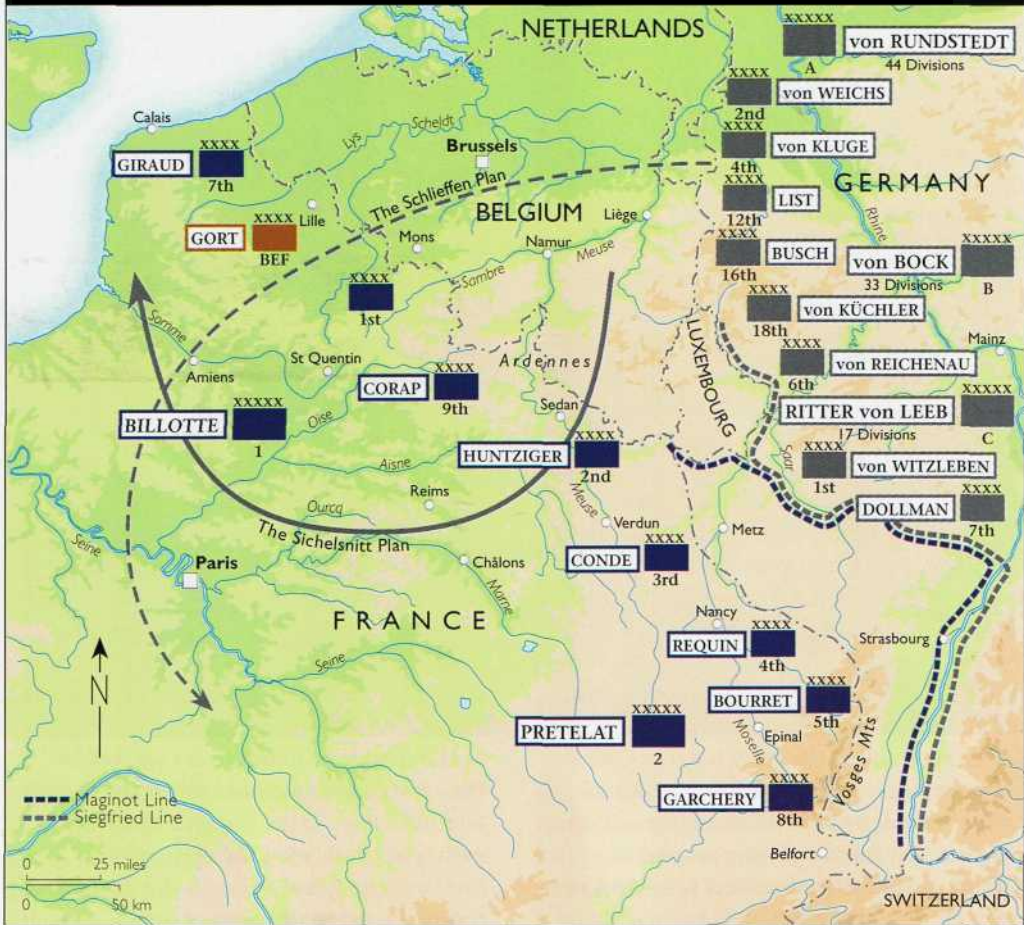 NETHERLANDS
XXXXX
von RUNDSTEDT
A
44 Divisions
XXXX
von WEICHS
2nd
XXXX
von KLUGE
4th
GERMANY
XXXX
LIST
12th
Rhine
XXXX
BUSCH
16th
XXXXX
von BOCK
33 Divisions
B
XXXX
von KÜCHLER
18th
Mainz
XXXX
von REICHENAU
6th
XXXXX
RITTER von LEEB
17 Divisions
C
Saar
XXXX
von WITZLEBEN
1st
XXXX
DOLLMAN
7th
Calais
XXXX
GIRAUD
7th
Lys
Scheldt
Brussels
The Schlieffen Plan
BELGIUM
Liège
XXXX
GORT
BEF
Lille
Mons
Namur
Meuse
Sambre
XXXX
1st
Somme
Amiens
St Quentin
Ardennes
LUXEMBOURG
XXXX
CORAP
9th
Sedan
XXXXX
BILLOTTE
1
Oise
XXXX
HUNTZIGER
2nd
Aisne
Reims
Meuse
Ourcq
The Sichelsnitt Plan
Verdun
Metz
Seine
Paris
Châlons
Marne
XXXX
CONDE
3rd
FRANCE
Nancy
XXXX
REQUIN
4th
Strasbourg
Seine
N
XXXX
BOURRET
5th
XXXXX
PRETELAT
2
Moselle
Epinal
Vosges Mts
XXXX
GARCHERY
8th
Maginot Line
Siegfried Line
Belfort
0 25 miles
0 50 km
SWITZERLAND